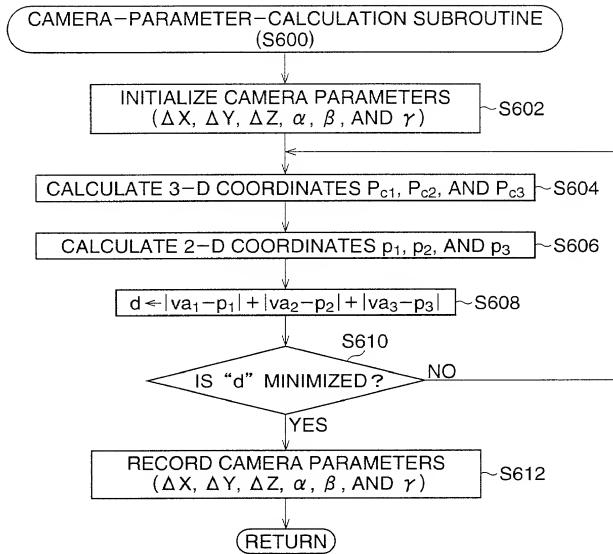 CAMERA-PARAMETER-CALCULATION SUBROUTINE
(S600)
INITIALIZE CAMERA PARAMETERS
(ΔX, ΔY, ΔZ, α, β, AND γ)
S602
CALCULATE 3-D COORDINATES Pc1, Pc2, AND Pc3
S604
CALCULATE 2-D COORDINATES p1, p2, AND p3
S606
d ← |va1-p1| + |va2-p2| + |va3-p3|
S608
S610
IS "d" MINIMIZED?
NO
YES
RECORD CAMERA PARAMETERS
(ΔX, ΔY, ΔZ, α, β, AND γ)
S612
RETURN